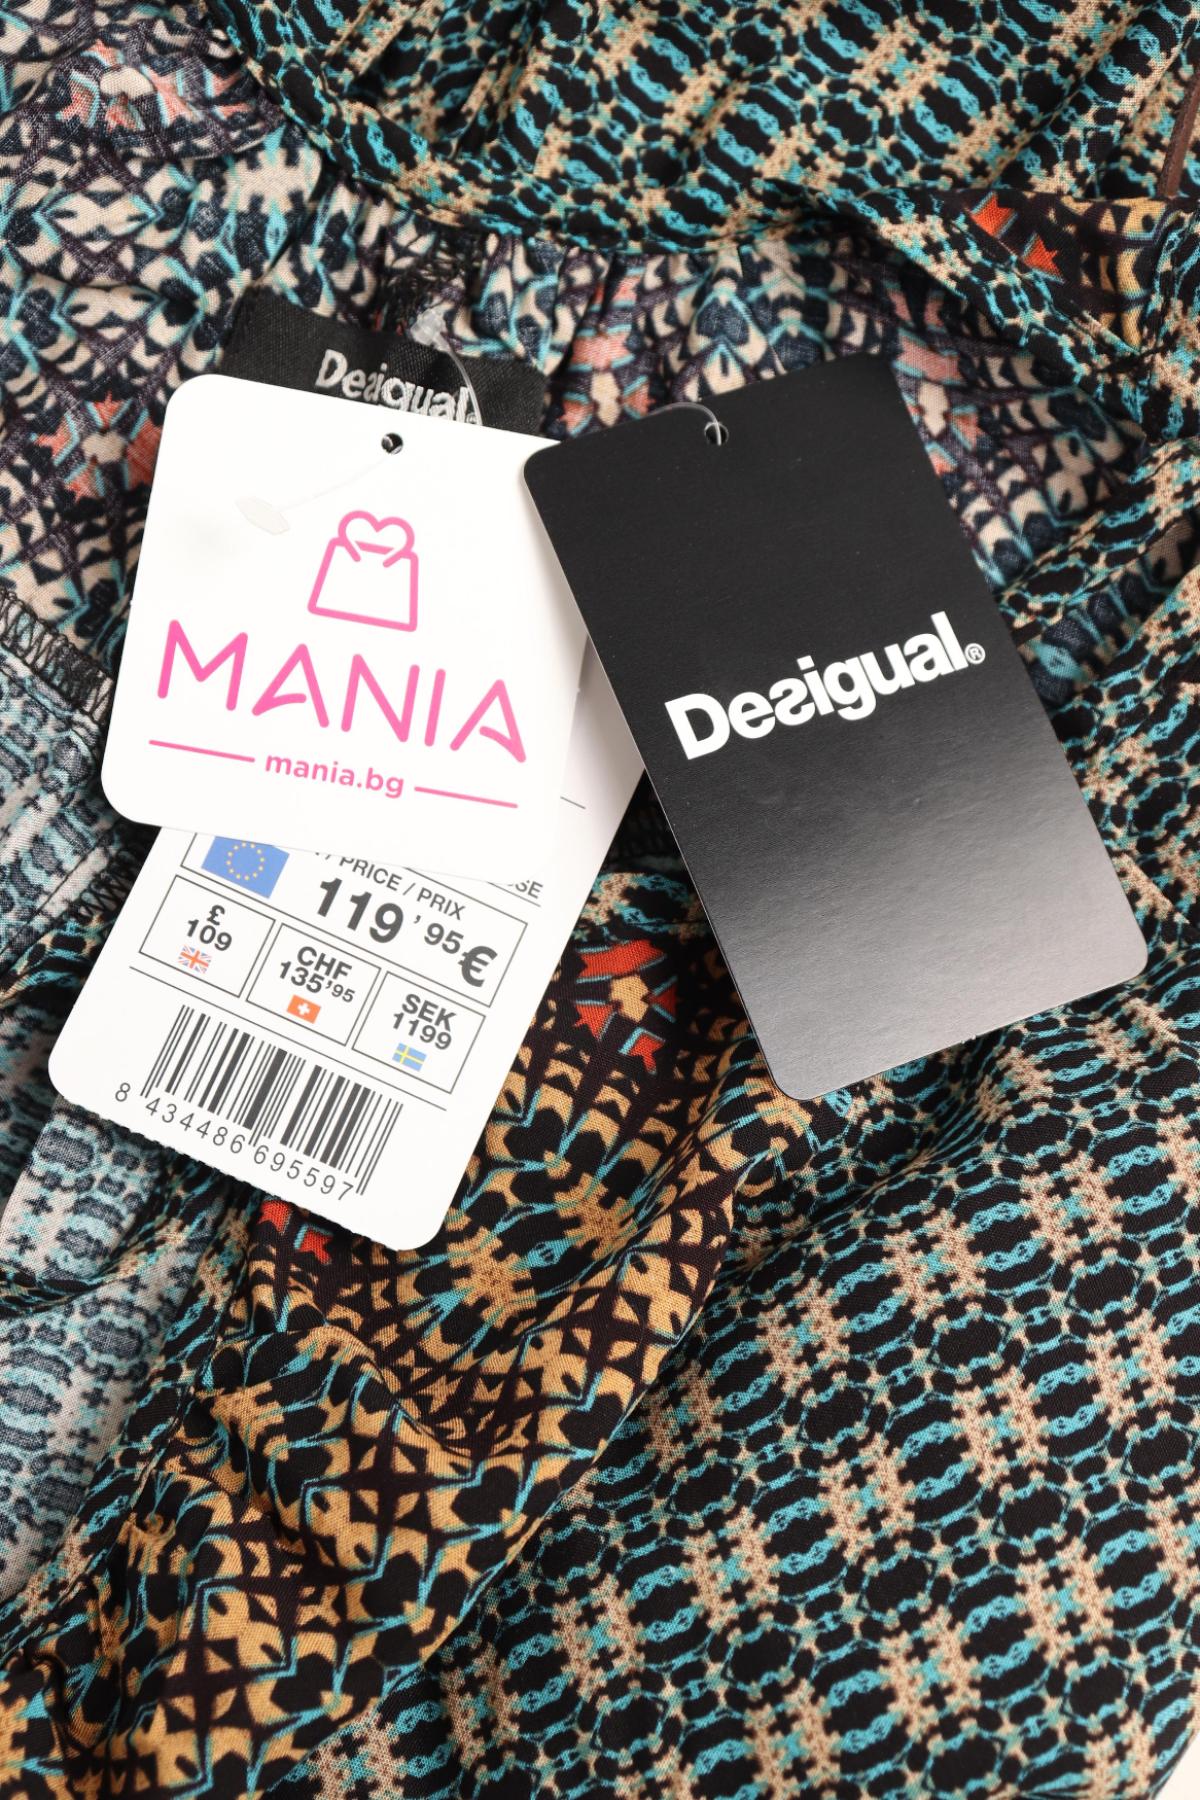 Desigual
MANIA
mania.bg
/ PRICE / PRIX
119'95€
£
109
CHF
135'95
SEK
1199
8 434486 695597
Desigual®